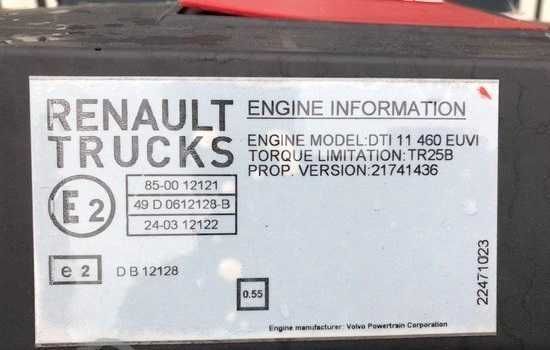 RENAULT
TRUCKS
ENGINE INFORMATION
ENGINE MODEL:DTI 11 460 EUVI
TORQUE LIMITATION:TR25B
PROP. VERSION:21741436
E2
85-00 12121
49 D 0612128-B
24-03 12122
e 2
D B 12128
0.55
22471023
Engine manufacturer: Volvo Powertrain Corporation